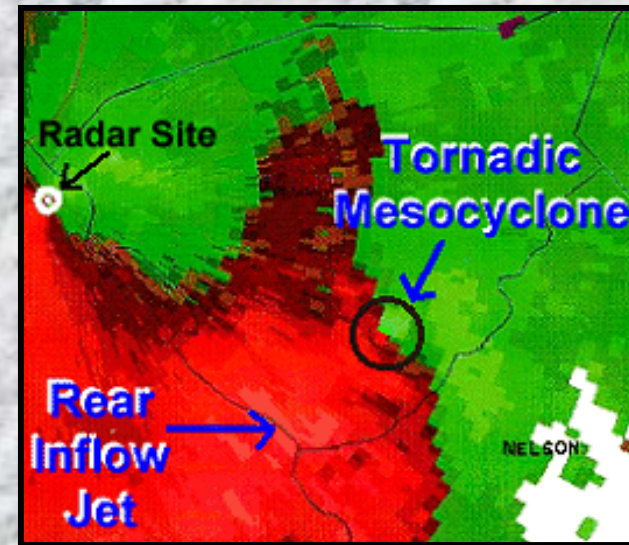 Radar Site
Tornadic
Mesocyclone
Rear
Inflow
Jet
NELSON